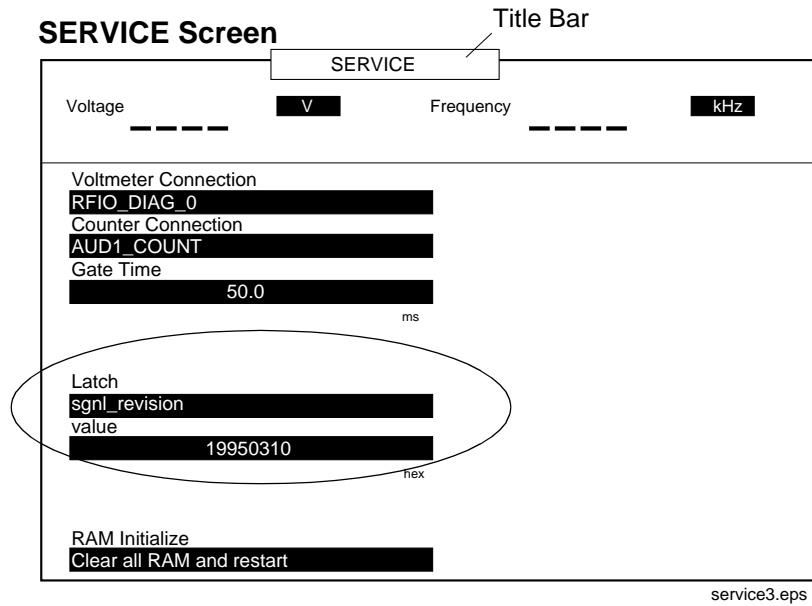 SERVICE Screen
Title Bar
SERVICE
Voltage V Frequency kHz
Voltmeter Connection
RFIO_DIAG_0
Counter Connection
AUD1_COUNT
Gate Time
50.0
ms
Latch
sgnl_revision
value
19950310
hex
RAM Initialize
Clear all RAM and restart
service3.eps